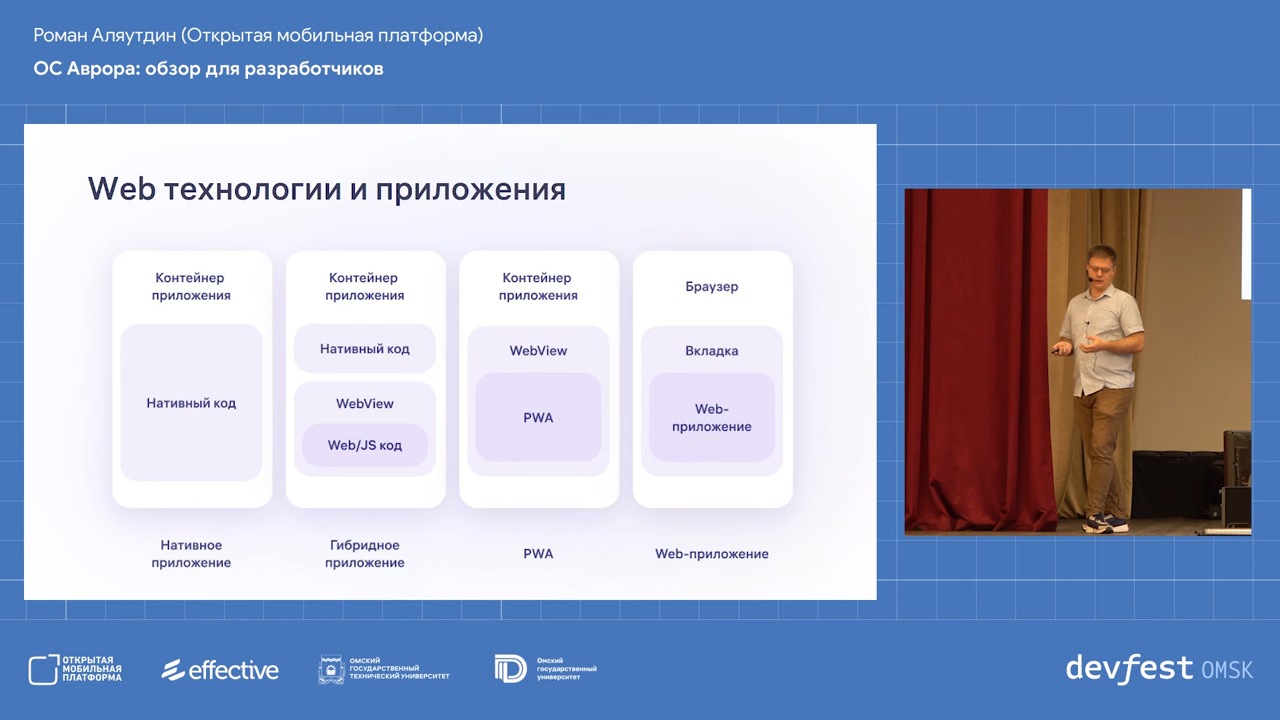 Роман Аляутдин (Открытая мобильная платформа)
ОС Аврора: обзор для разработчиков
Web технологии и приложения
Контейнер
приложения
Нативный код
Нативное
приложение
Контейнер
приложения
Нативный код
WebView
Web/JS код
Гибридное
приложение
Контейнер
приложения
WebView
PWA
PWA
Браузер
Вкладка
Web-
приложение
Web-приложение
ОТКРЫТАЯ
МОБИЛЬНАЯ
ПЛАТФОРМА
effective
ОМСКИЙ
ГОСУДАРСТВЕННЫЙ
ТЕХНИЧЕСКИЙ УНИВЕРСИТЕТ
Омский
государственный
университет
devfest OMSK